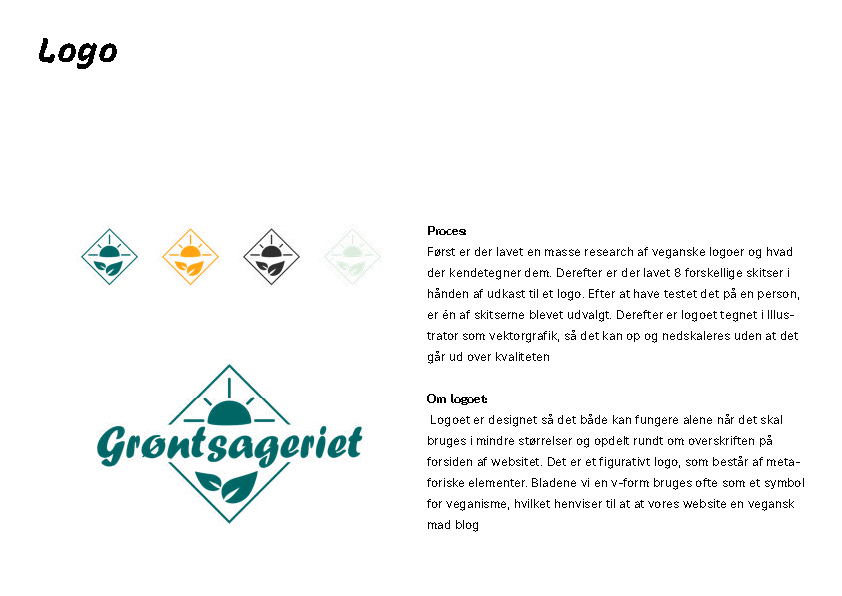 Logo
Proces:
Først er der lavet en masse research af veganske logoer og hvad
der kendetegner dem. Derefter er der lavet 8 forskellige skitser i
hånden af udkast til et logo. Efter at have testet det på en person,
er én af skitserne blevet udvalgt. Derefter er logoet tegnet i Illus-
trator som vektorgrafik, så det kan op og nedskaleres uden at det
går ud over kvaliteten
Grøntsageriet
Om logoet:
Logoet er designet så det både kan fungere alene når det skal
bruges i mindre størrelser og opdelt rundt om overskriften på
forsiden af websitet. Det er et figurativt logo, som består af meta-
foriske elementer. Bladene vi en v-form bruges ofte som et symbol
for veganisme, hvilket henviser til at at vores website en vegansk
mad blog